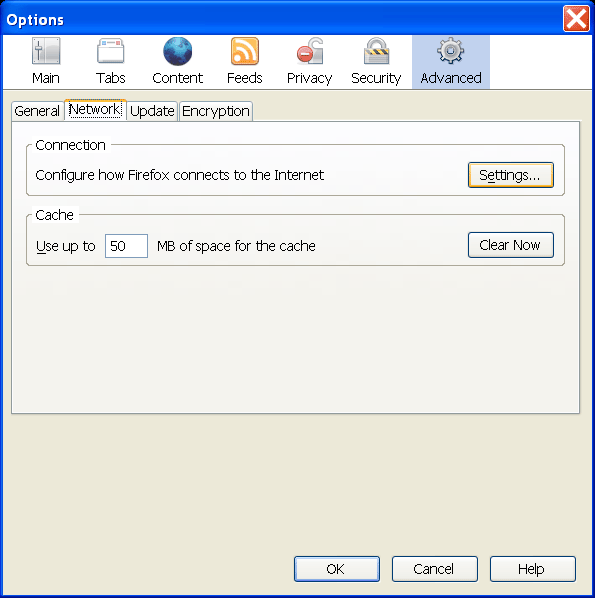 Options
Main Tabs Content Feeds Privacy Security Advanced
General Network Update Encryption
Connection
Configure how Firefox connects to the Internet Settings...
Cache
Use up to 50 MB of space for the cache Clear Now
OK Cancel Help